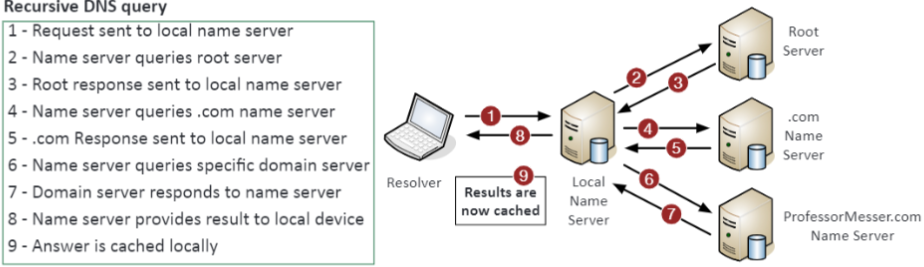 Recursive DNS query
1 - Request sent to local name server
2 - Name server queries root server
3 - Root response sent to local name server
4 - Name server queries .com name server
5 - .com Response sent to local name server
6 - Name server queries specific domain server
7 - Domain server responds to name server
8 - Name server provides result to local device
9 - Answer is cached locally
Resolver
1
8
9
Results are
now cached
Local
Name
Server
2
3
4
5
6
7
Root
Server
.com
Name
Server
ProfessorMesser.com
Name Server